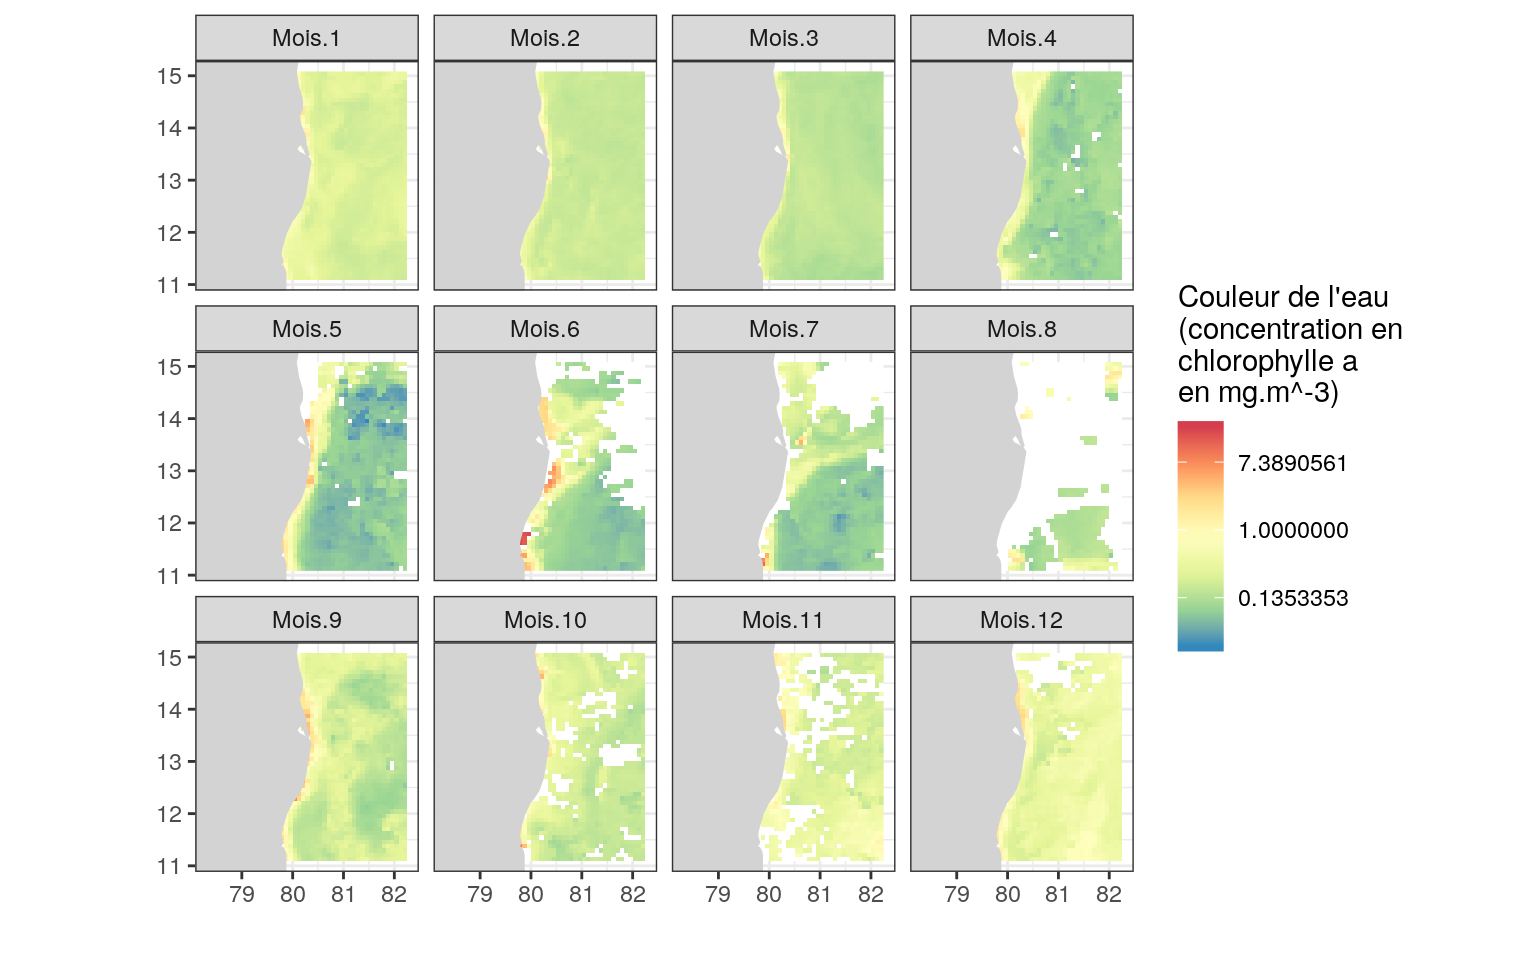 Mois.1 Mois.2 Mois.3 Mois.4
15
14
13
12
11
Mois.5 Mois.6 Mois.7 Mois.8
15
14
13
12
11
Mois.9 Mois.10 Mois.11 Mois.12
15
14
13
12
11
79 80 81 82 79 80 81 82 79 80 81 82 79 80 81 82
Couleur de l'eau
(concentration en
chlorophylle a
en mg.m^-3)
7.3890561
1.0000000
0.1353353